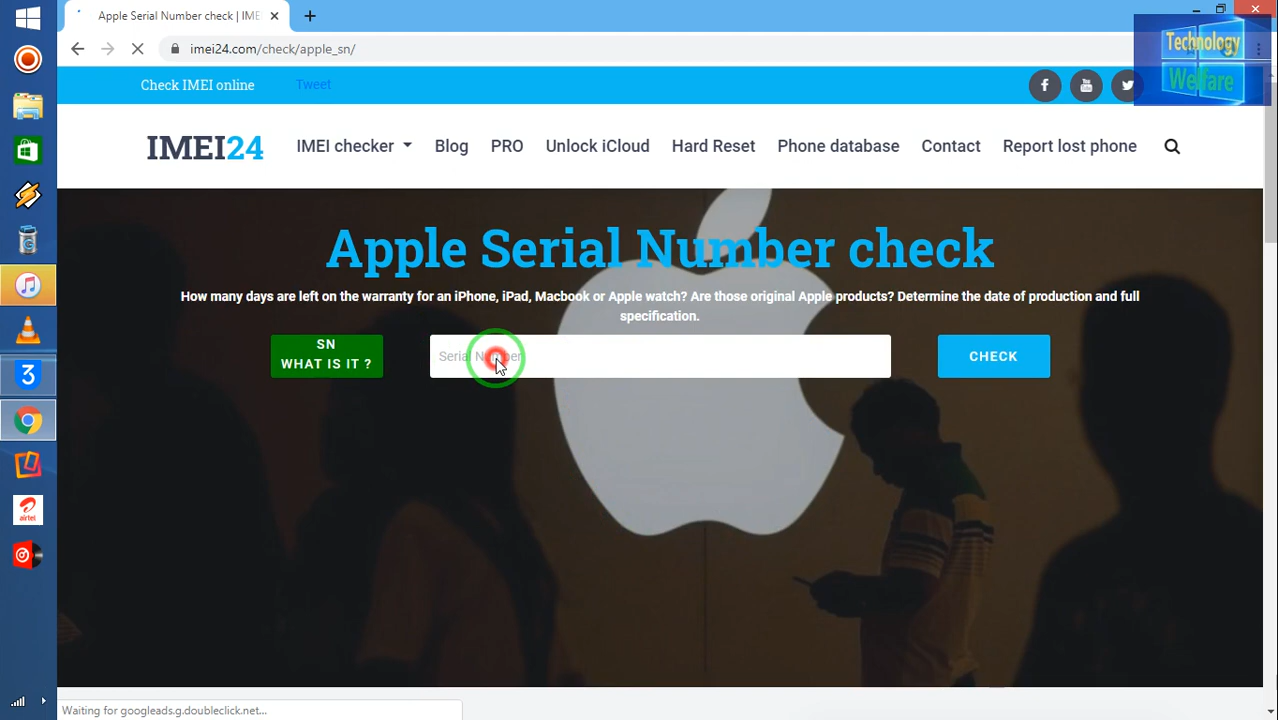 Apple Serial Number check | IME
imei24.com/check/apple_sn/
Technology
Welfare
Check IMEI online
Tweet
You
Tube
IMEI24
IMEI checker
Blog
PRO
Unlock iCloud
Hard Reset
Phone database
Contact
Report lost phone
Apple Serial Number check
How many days are left on the warranty for an iPhone, iPad, Macbook or Apple watch? Are those original Apple products? Determine the date of production and full
specification.
SN
WHAT IS IT ?
Serial Number
CHECK
airtel
Waiting for googleads.g.doubleclick.net...